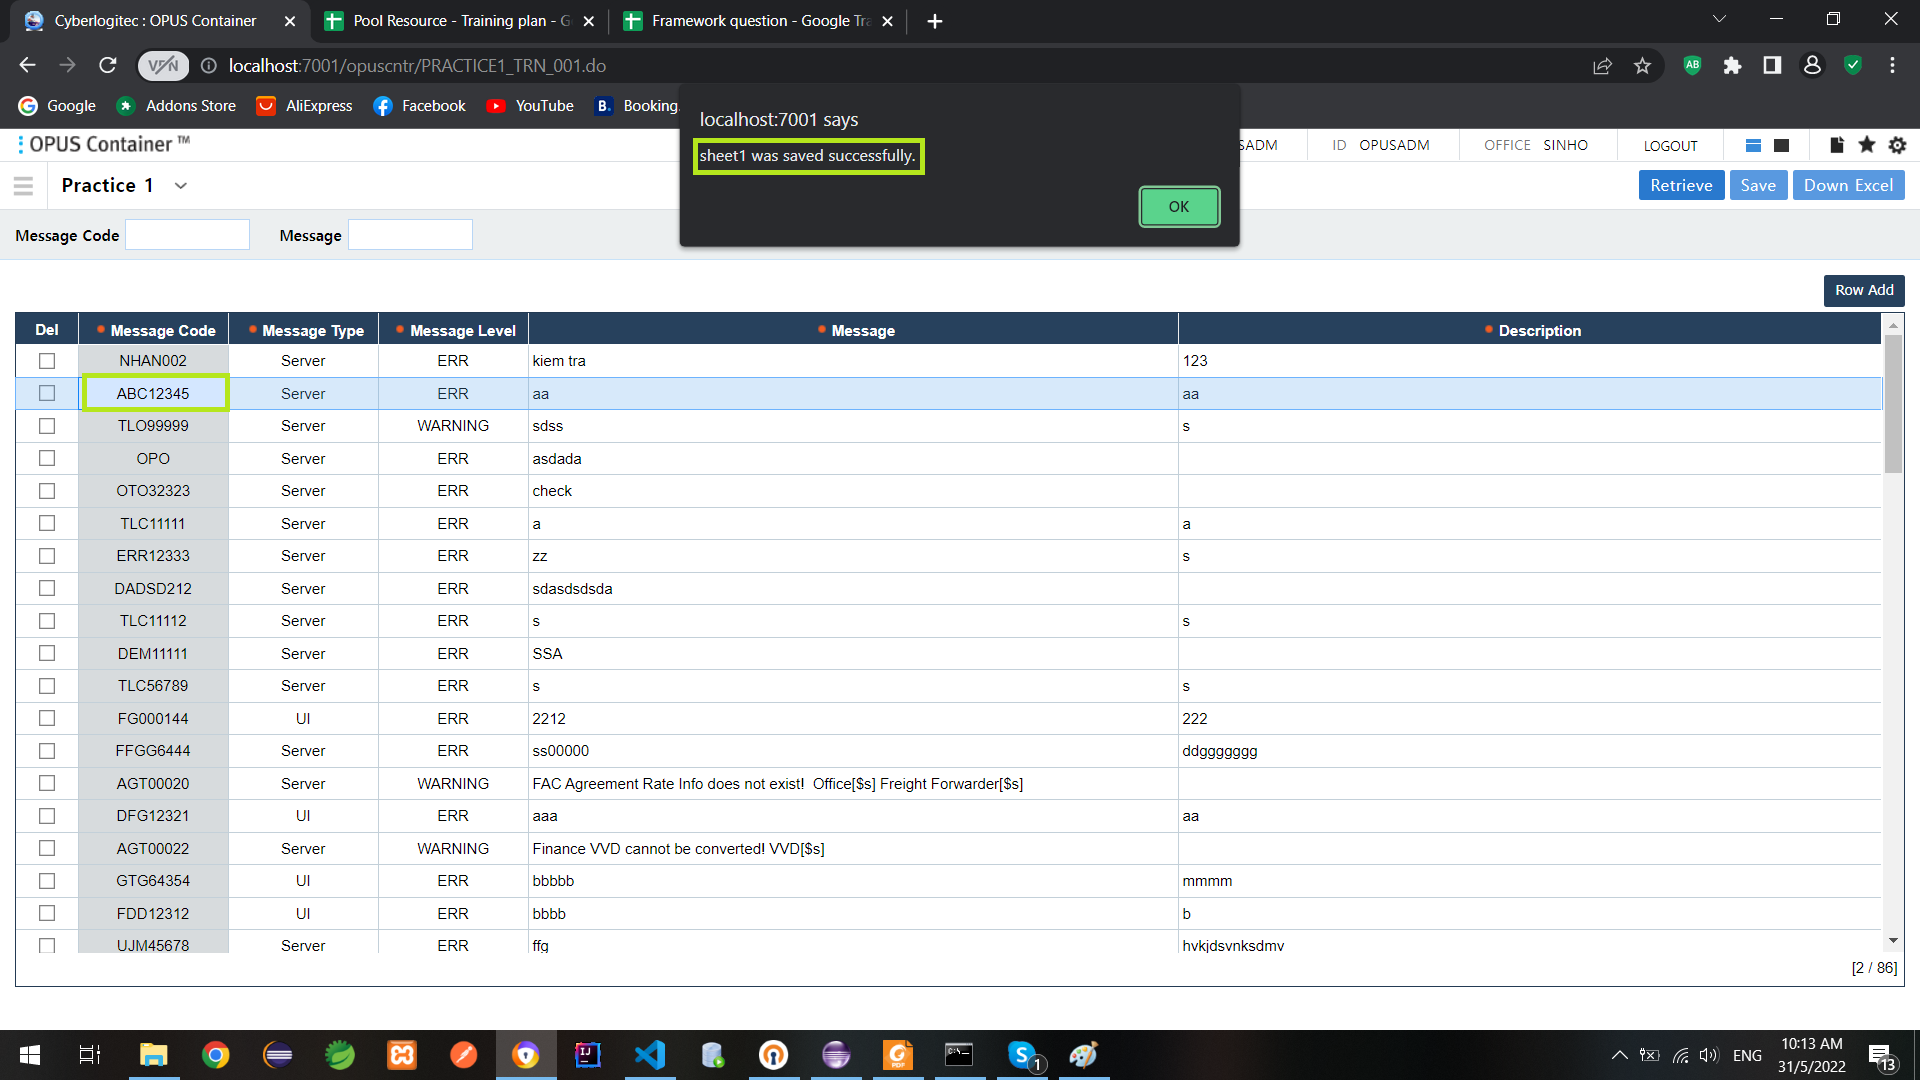 Cyberlogitec : OPUS Container
Pool Resource - Training plan - G
Framework question - Google Tra
VPN
localhost:7001/opuscntr/PRACTICE1_TRN_001.do
AB
Google
Addons Store
AliExpress
Facebook
YouTube
B.
Booking.
localhost:7001 says
sheet1 was saved successfully.
OK
OPUS Container ™
SADM
ID OPUSADM
OFFICE SINHO
LOGOUT
Practice 1
Retrieve
Save
Down Excel
Message Code
Message
Row Add
Del Message Code Message Type Message Level Message Description
NHAN002 Server ERR kiem tra 123
ABC12345 Server ERR aa aa
TLO99999 Server WARNING sdss s
OPO Server ERR asdada
OTO32323 Server ERR check
TLC11111 Server ERR a a
ERR12333 Server ERR zz s
DADSD212 Server ERR sdasdsdsda
TLC11112 Server ERR s s
DEM11111 Server ERR SSA
TLC56789 Server ERR s s
FG000144 UI ERR 2212 222
FFGG6444 Server ERR ss00000 ddggggggg
AGT00020 Server WARNING FAC Agreement Rate Info does not exist! Office[$s] Freight Forwarder[$s]
DFG12321 UI ERR aaa aa
AGT00022 Server WARNING Finance VVD cannot be converted! VVD[$s]
GTG64354 UI ERR bbbbb mmmm
FDD12312 UI ERR bbbb b
UJM45678 Server ERR ffg hvkjdsvnksdmv
[2 / 86]
IJ
PDF
C:\_
S
1
ENG
10:13 AM
31/5/2022
13